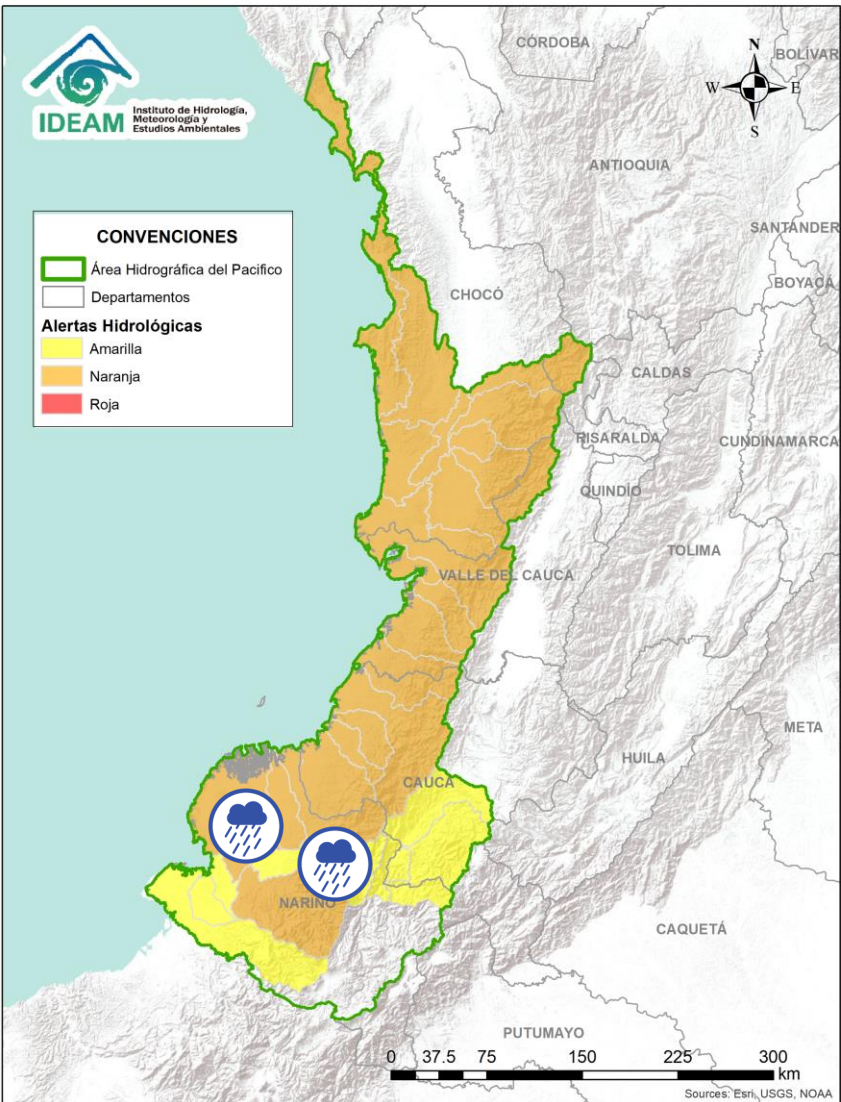 IDEAM
Instituto de Hidrología,
Meteorología y
Estudios Ambientales
N
W
E
S
CÓRDOBA
BOLÍVAR
ANTIOQUIA
SANTANDER
BOYACÁ
CONVENCIONES
Área Hidrográfica del Pacifico
Departamentos
Alertas Hidrológicas
Amarilla
Naranja
Roja
CHOCÓ
CALDAS
RISARALDA
CUNDINAMARCA
QUINDÍO
TOLIMA
VALLE DEL CAUCA
META
HUILA
CAUCA
NARIÑO
CAQUETÁ
PUTUMAYO
0 37.5 75 150 225 300
km
Sources: Esri, USGS, NOAA